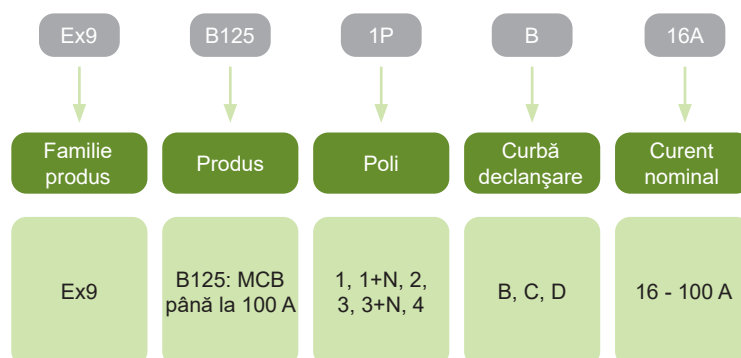 Ex9 B125 1P B 16A
Familie produs
Produs
Poli
Curbă declanşare
Curent nominal
Ex9
B125: MCB
până la 100 A
1, 1+N, 2,
3, 3+N, 4
B, C, D
16 - 100 A